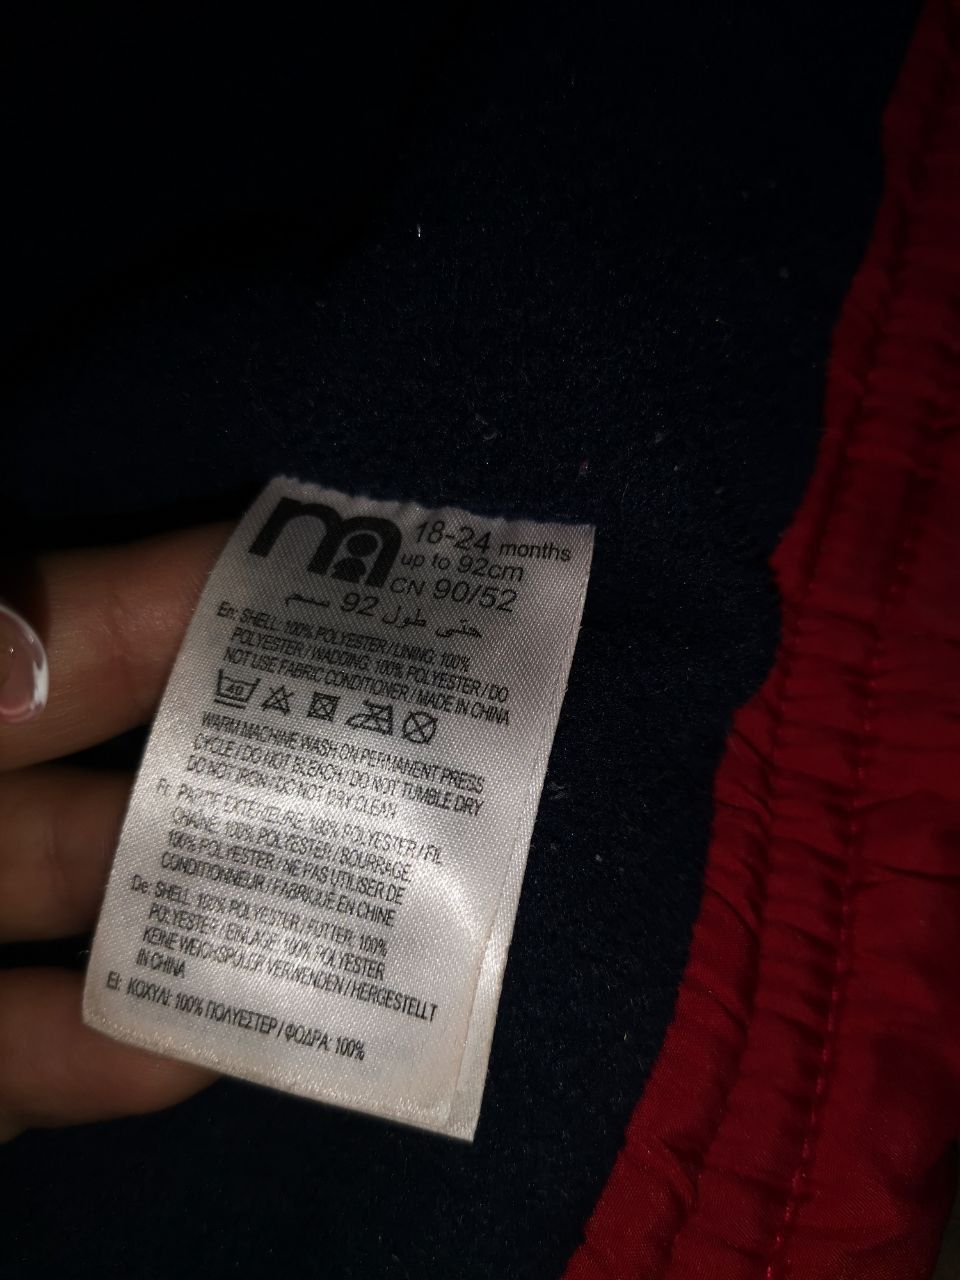 18-24 months
up to 92cm
CN 90/52
حتى طول 92 سم
En: SHELL: 100% POLYESTER / LINING: 100%
POLYESTER / WADDING: 100% POLYESTER / DO
NOT USE FABRIC CONDITIONER / MADE IN CHINA
40
WARM MACHINE WASH ON PERMANENT PRESS
CYCLE / DO NOT BLEACH / DO NOT TUMBLE DRY
DO NOT IRON / DO NOT DRY CLEAN
Fr: PARTIE EXTÉRIEURE: 100% POLYESTER / FIL
CHAINE: 100% POLYESTER / BOURRAGE:
100% POLYESTER / NE PAS UTILISER DE
CONDITIONNEUR / FABRIQUÉ EN CHINE
De: SHELL: 100% POLYESTER / FUTTER: 100%
POLYESTER / EINLAGE: 100% POLYESTER
KEINE WEICHSPÜLER VERWENDEN / HERGESTELLT
IN CHINA
El: ΚΟΧΥΛΙ: 100% ΠΟΛΥΕΣΤΕΡ / ΦΟΔΡΑ: 100%